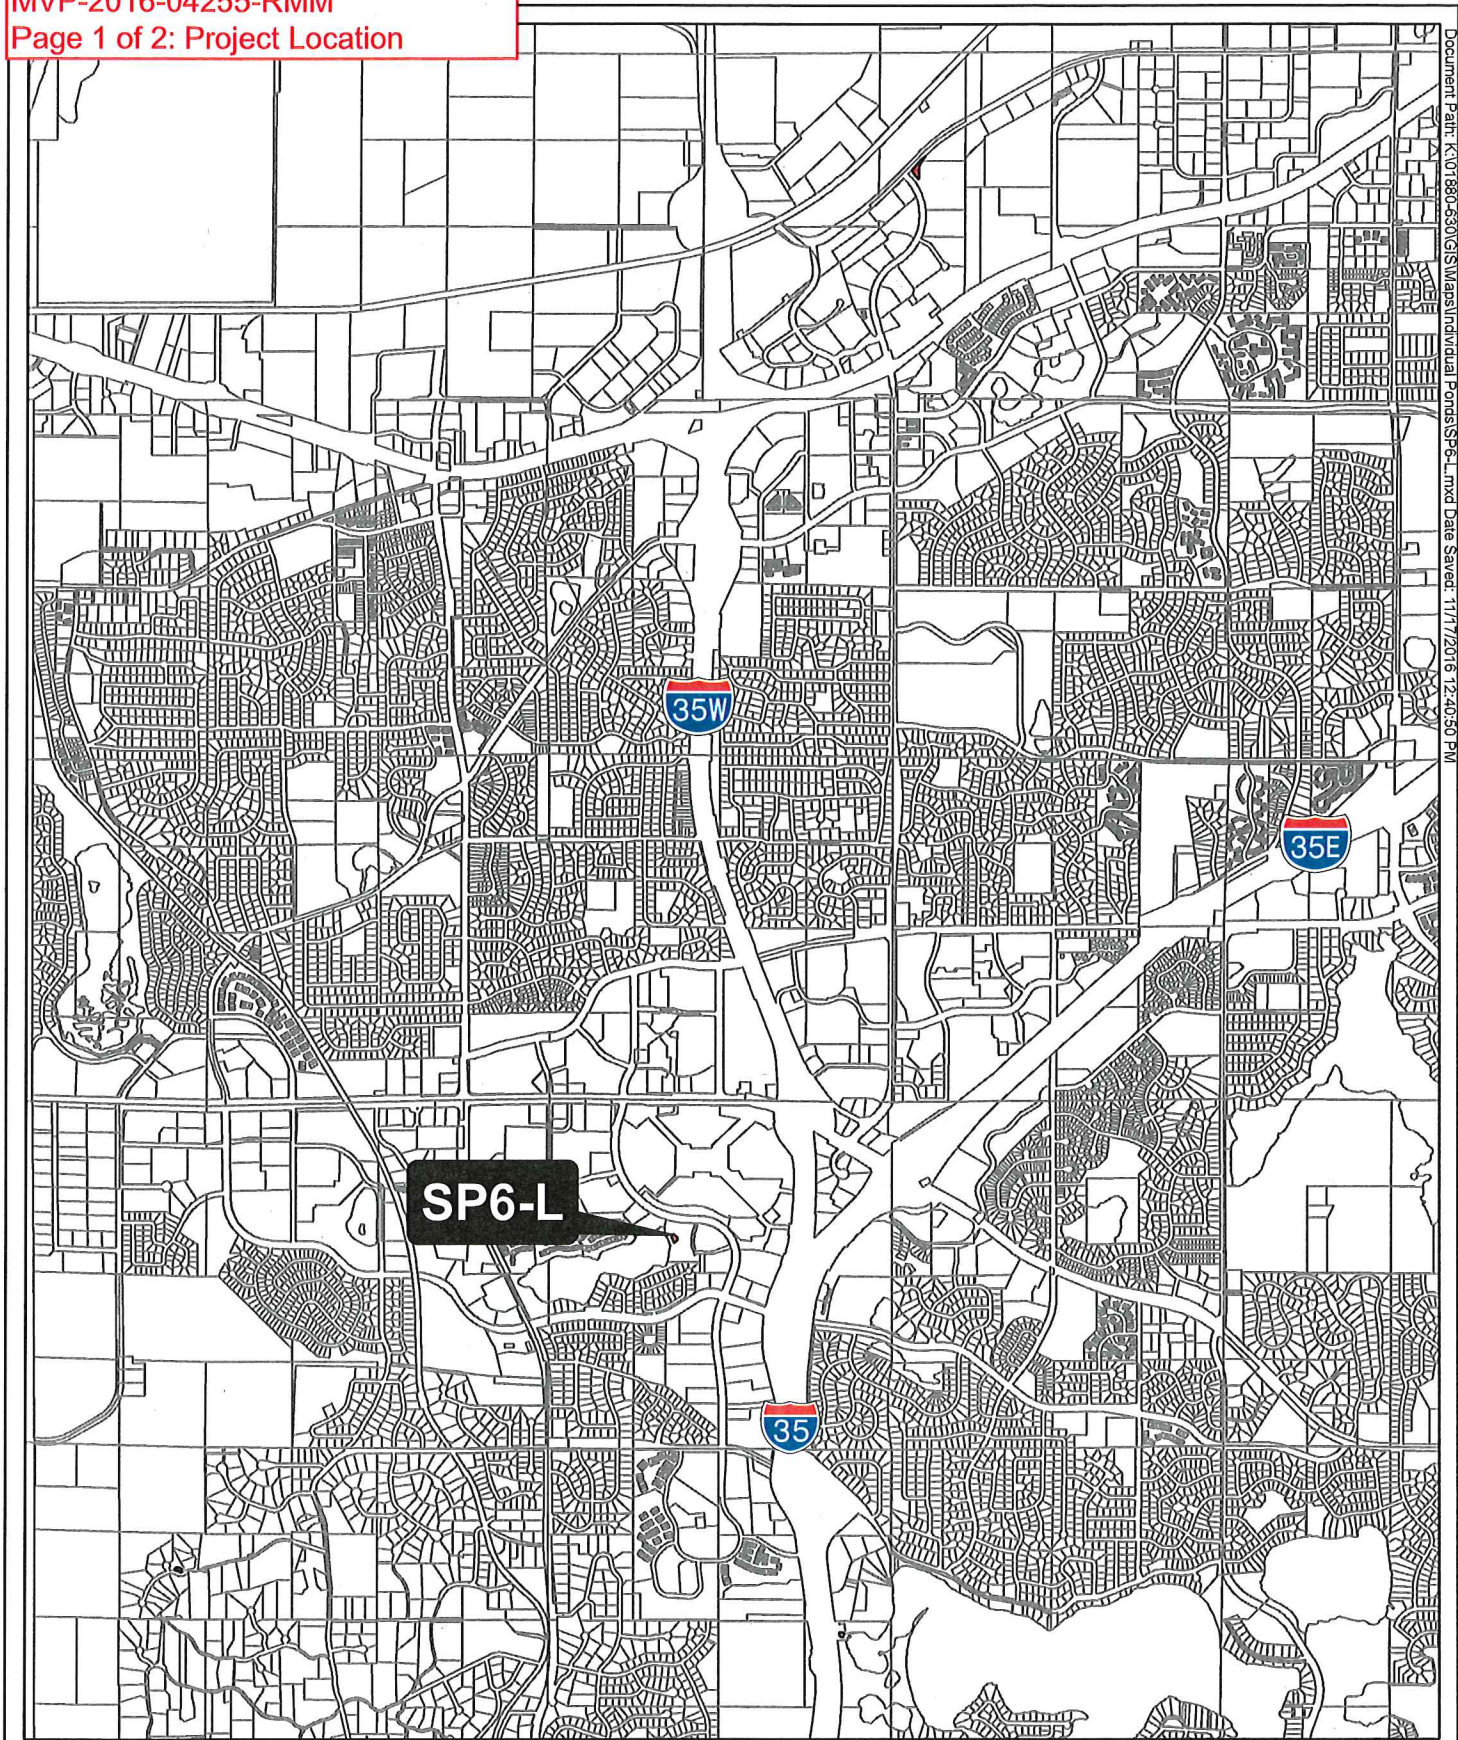 MVP-2016-04255-RMM
Page 1 of 2: Project Location
Document Path: K:\01880-630\GIS\Maps\Individual Ponds\SP6-L.mxd Date Saved: 11/17/2016 12:40:50 PM
35W
35E
SP6-L
35